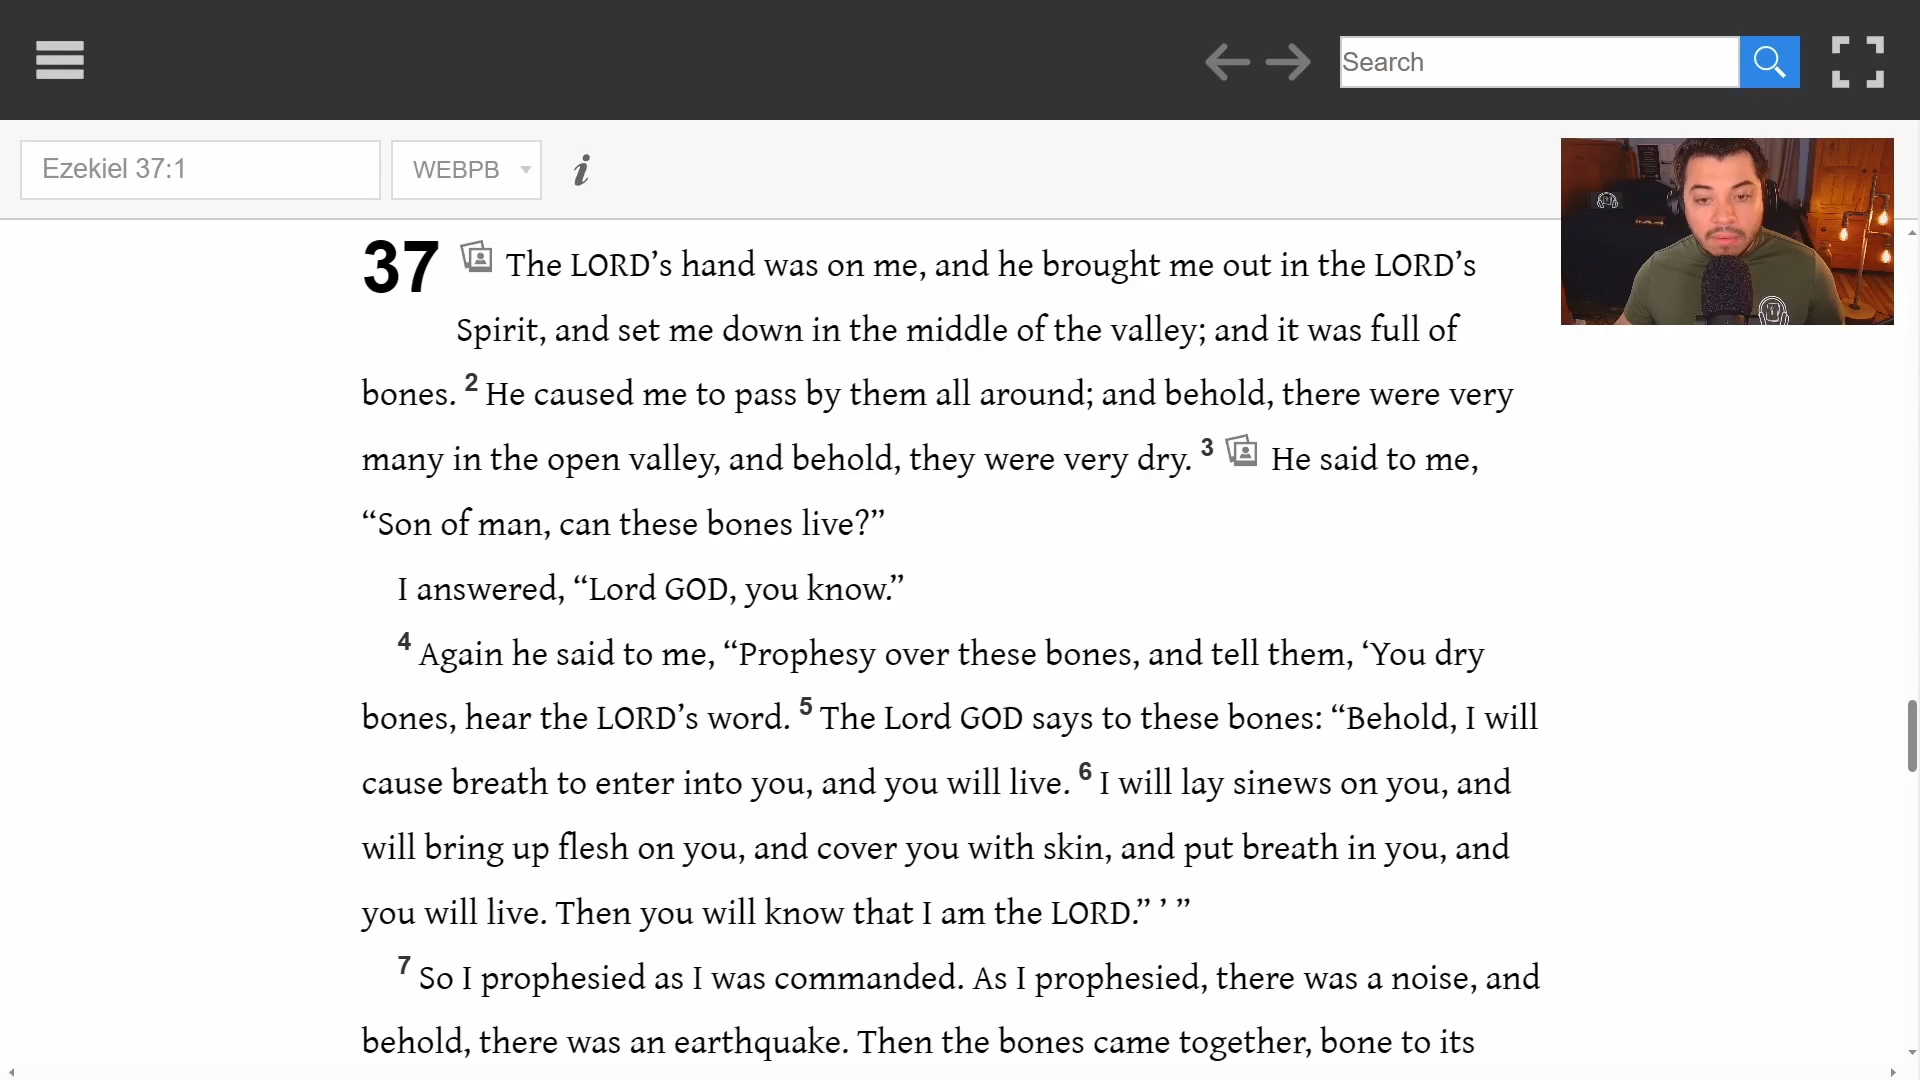 Search
Ezekiel 37:1
WEBPB
i
37 The LORD’s hand was on me, and he brought me out in the LORD’s
Spirit, and set me down in the middle of the valley; and it was full of
bones. 2 He caused me to pass by them all around; and behold, there were very
many in the open valley, and behold, they were very dry. 3 He said to me,
“Son of man, can these bones live?”
I answered, “Lord GOD, you know.”
4 Again he said to me, “Prophesy over these bones, and tell them, ‘You dry
bones, hear the LORD’s word. 5 The Lord GOD says to these bones: “Behold, I will
cause breath to enter into you, and you will live. 6 I will lay sinews on you, and
will bring up flesh on you, and cover you with skin, and put breath in you, and
you will live. Then you will know that I am the LORD.” ’ ”
7 So I prophesied as I was commanded. As I prophesied, there was a noise, and
behold, there was an earthquake. Then the bones came together, bone to its